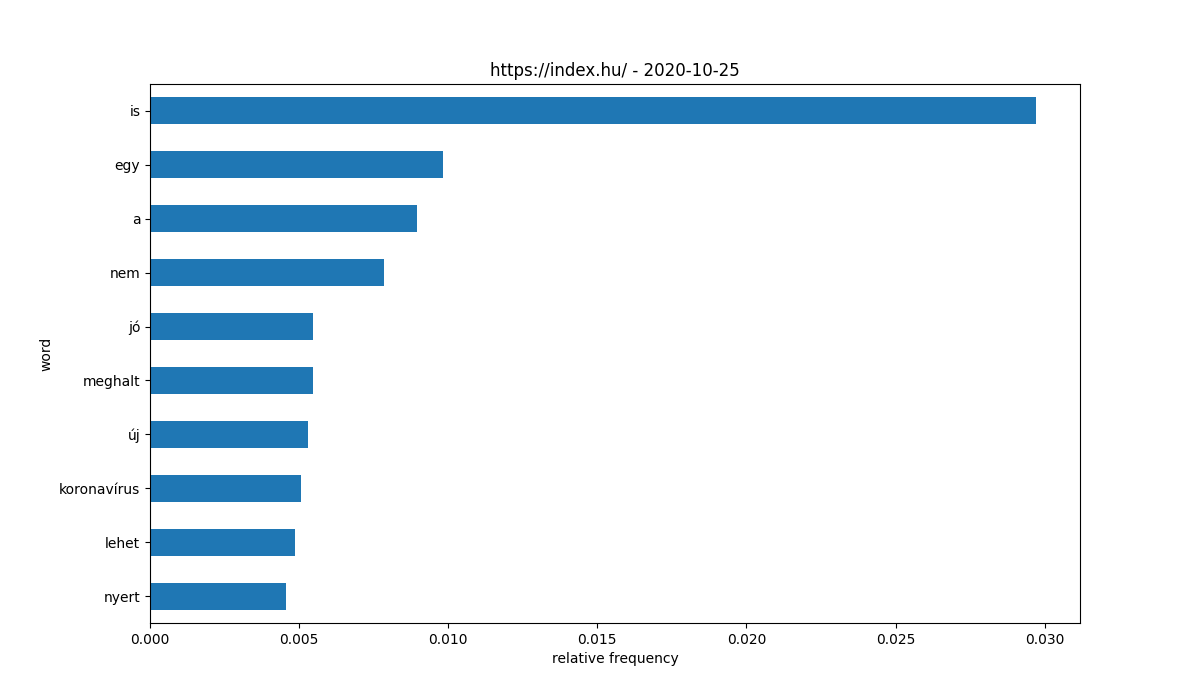 https://index.hu/ - 2020-10-25
is
egy
a
nem
jó
meghalt
új
koronavírus
lehet
nyert
word
0.000 0.005 0.010 0.015 0.020 0.025 0.030
relative frequency